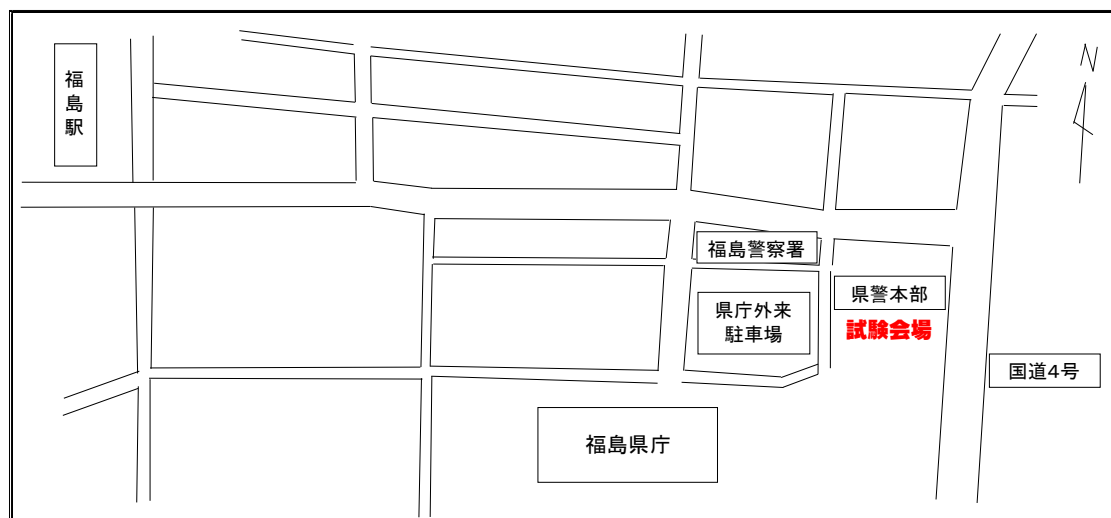 福島駅
N
福島警察署
県警本部
県庁外来
駐車場
試験会場
国道4号
福島県庁